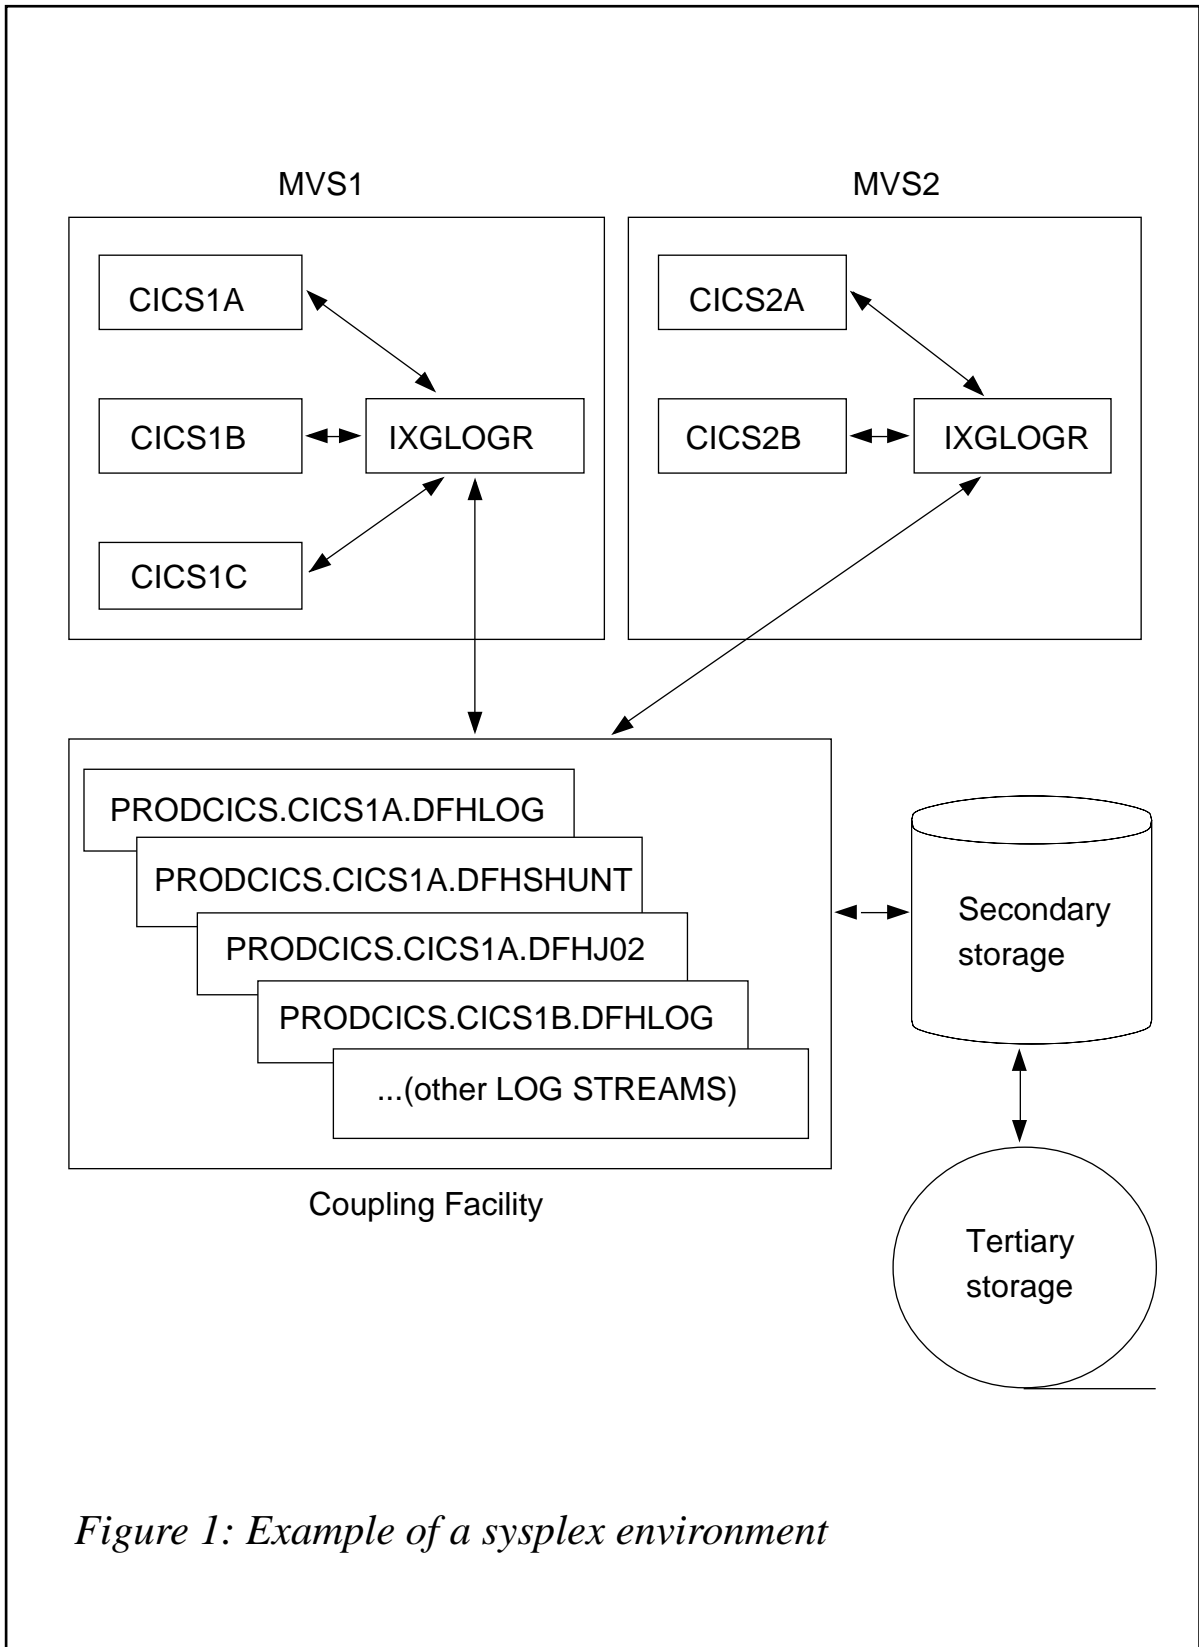 MVS1
MVS2
CICS1A
CICS1B
CICS1C
IXGLOGR
CICS2A
CICS2B
IXGLOGR
PRODCICS.CICS1A.DFHLOG
PRODCICS.CICS1A.DFHSHUNT
PRODCICS.CICS1A.DFHJ02
PRODCICS.CICS1B.DFHLOG
...(other LOG STREAMS)
Coupling Facility
Secondary
storage
Tertiary
storage
Figure 1: Example of a sysplex environment